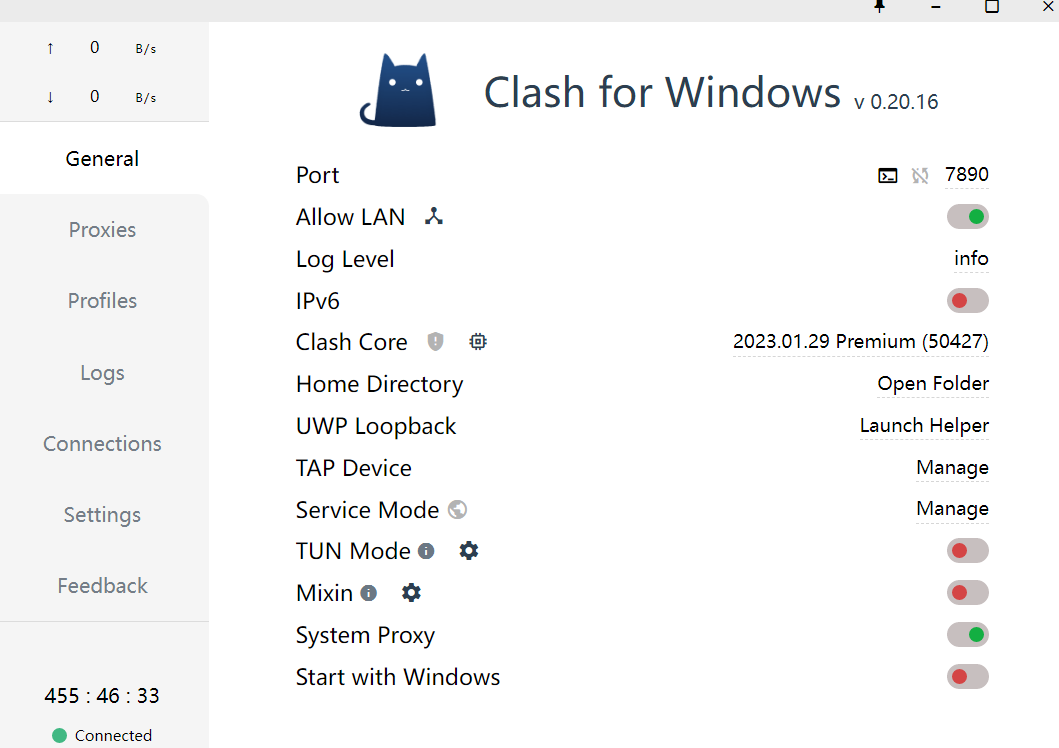 ↑ 0 B/s
↓ 0 B/s
General
Proxies
Profiles
Logs
Connections
Settings
Feedback
455 : 46 : 33
Connected
Clash for Windows v 0.20.16
Port 7890
Allow LAN
Log Level info
IPv6
Clash Core 2023.01.29 Premium (50427)
Home Directory Open Folder
UWP Loopback Launch Helper
TAP Device Manage
Service Mode Manage
TUN Mode
Mixin
System Proxy
Start with Windows